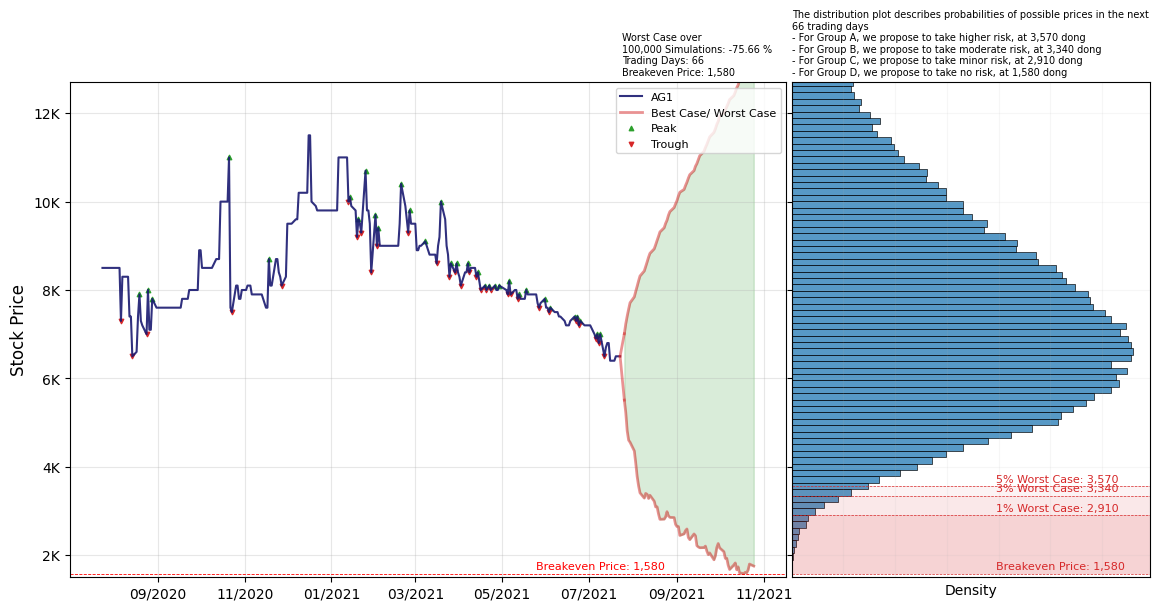 Worst Case over
100,000 Simulations: -75.66 %
Trading Days: 66
Breakeven Price: 1,580
The distribution plot describes probabilities of possible prices in the next
66 trading days
- For Group A, we propose to take higher risk, at 3,570 dong
- For Group B, we propose to take moderate risk, at 3,340 dong
- For Group C, we propose to take minor risk, at 2,910 dong
- For Group D, we propose to take no risk, at 1,580 dong
Stock Price
12K
10K
8K
6K
4K
2K
AG1
Best Case/ Worst Case
Peak
Trough
Breakeven Price: 1,580
09/2020
11/2020
01/2021
03/2021
05/2021
07/2021
09/2021
11/2021
5% Worst Case: 3,570
3% Worst Case: 3,340
1% Worst Case: 2,910
Breakeven Price: 1,580
Density